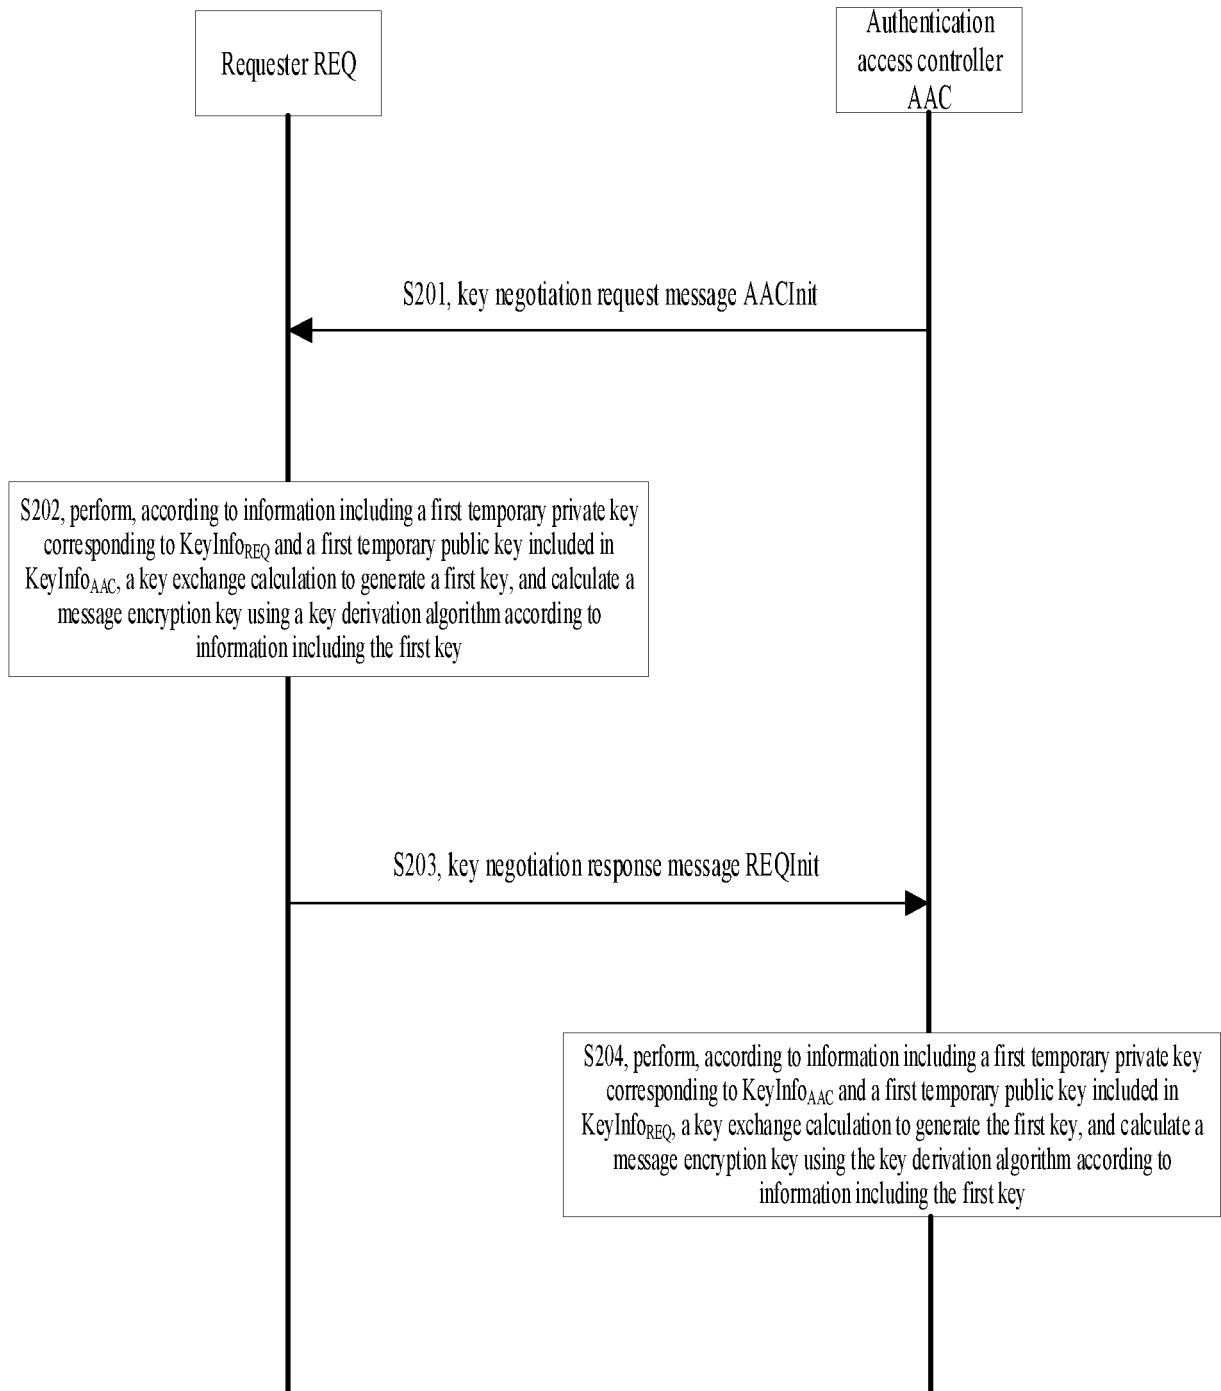 Requester REQ
Authentication
access controller
AAC
S201, key negotiation request message AACInit
S202, perform, according to information including a first temporary private key
corresponding to KeyInfoREQ and a first temporary public key included in
KeyInfoAAC, a key exchange calculation to generate a first key, and calculate a
message encryption key using a key derivation algorithm according to
information including the first key
S203, key negotiation response message REQInit
S204, perform, according to information including a first temporary private key
corresponding to KeyInfoAAC and a first temporary public key included in
KeyInfoREQ, a key exchange calculation to generate the first key, and calculate a
message encryption key using the key derivation algorithm according to
information including the first key